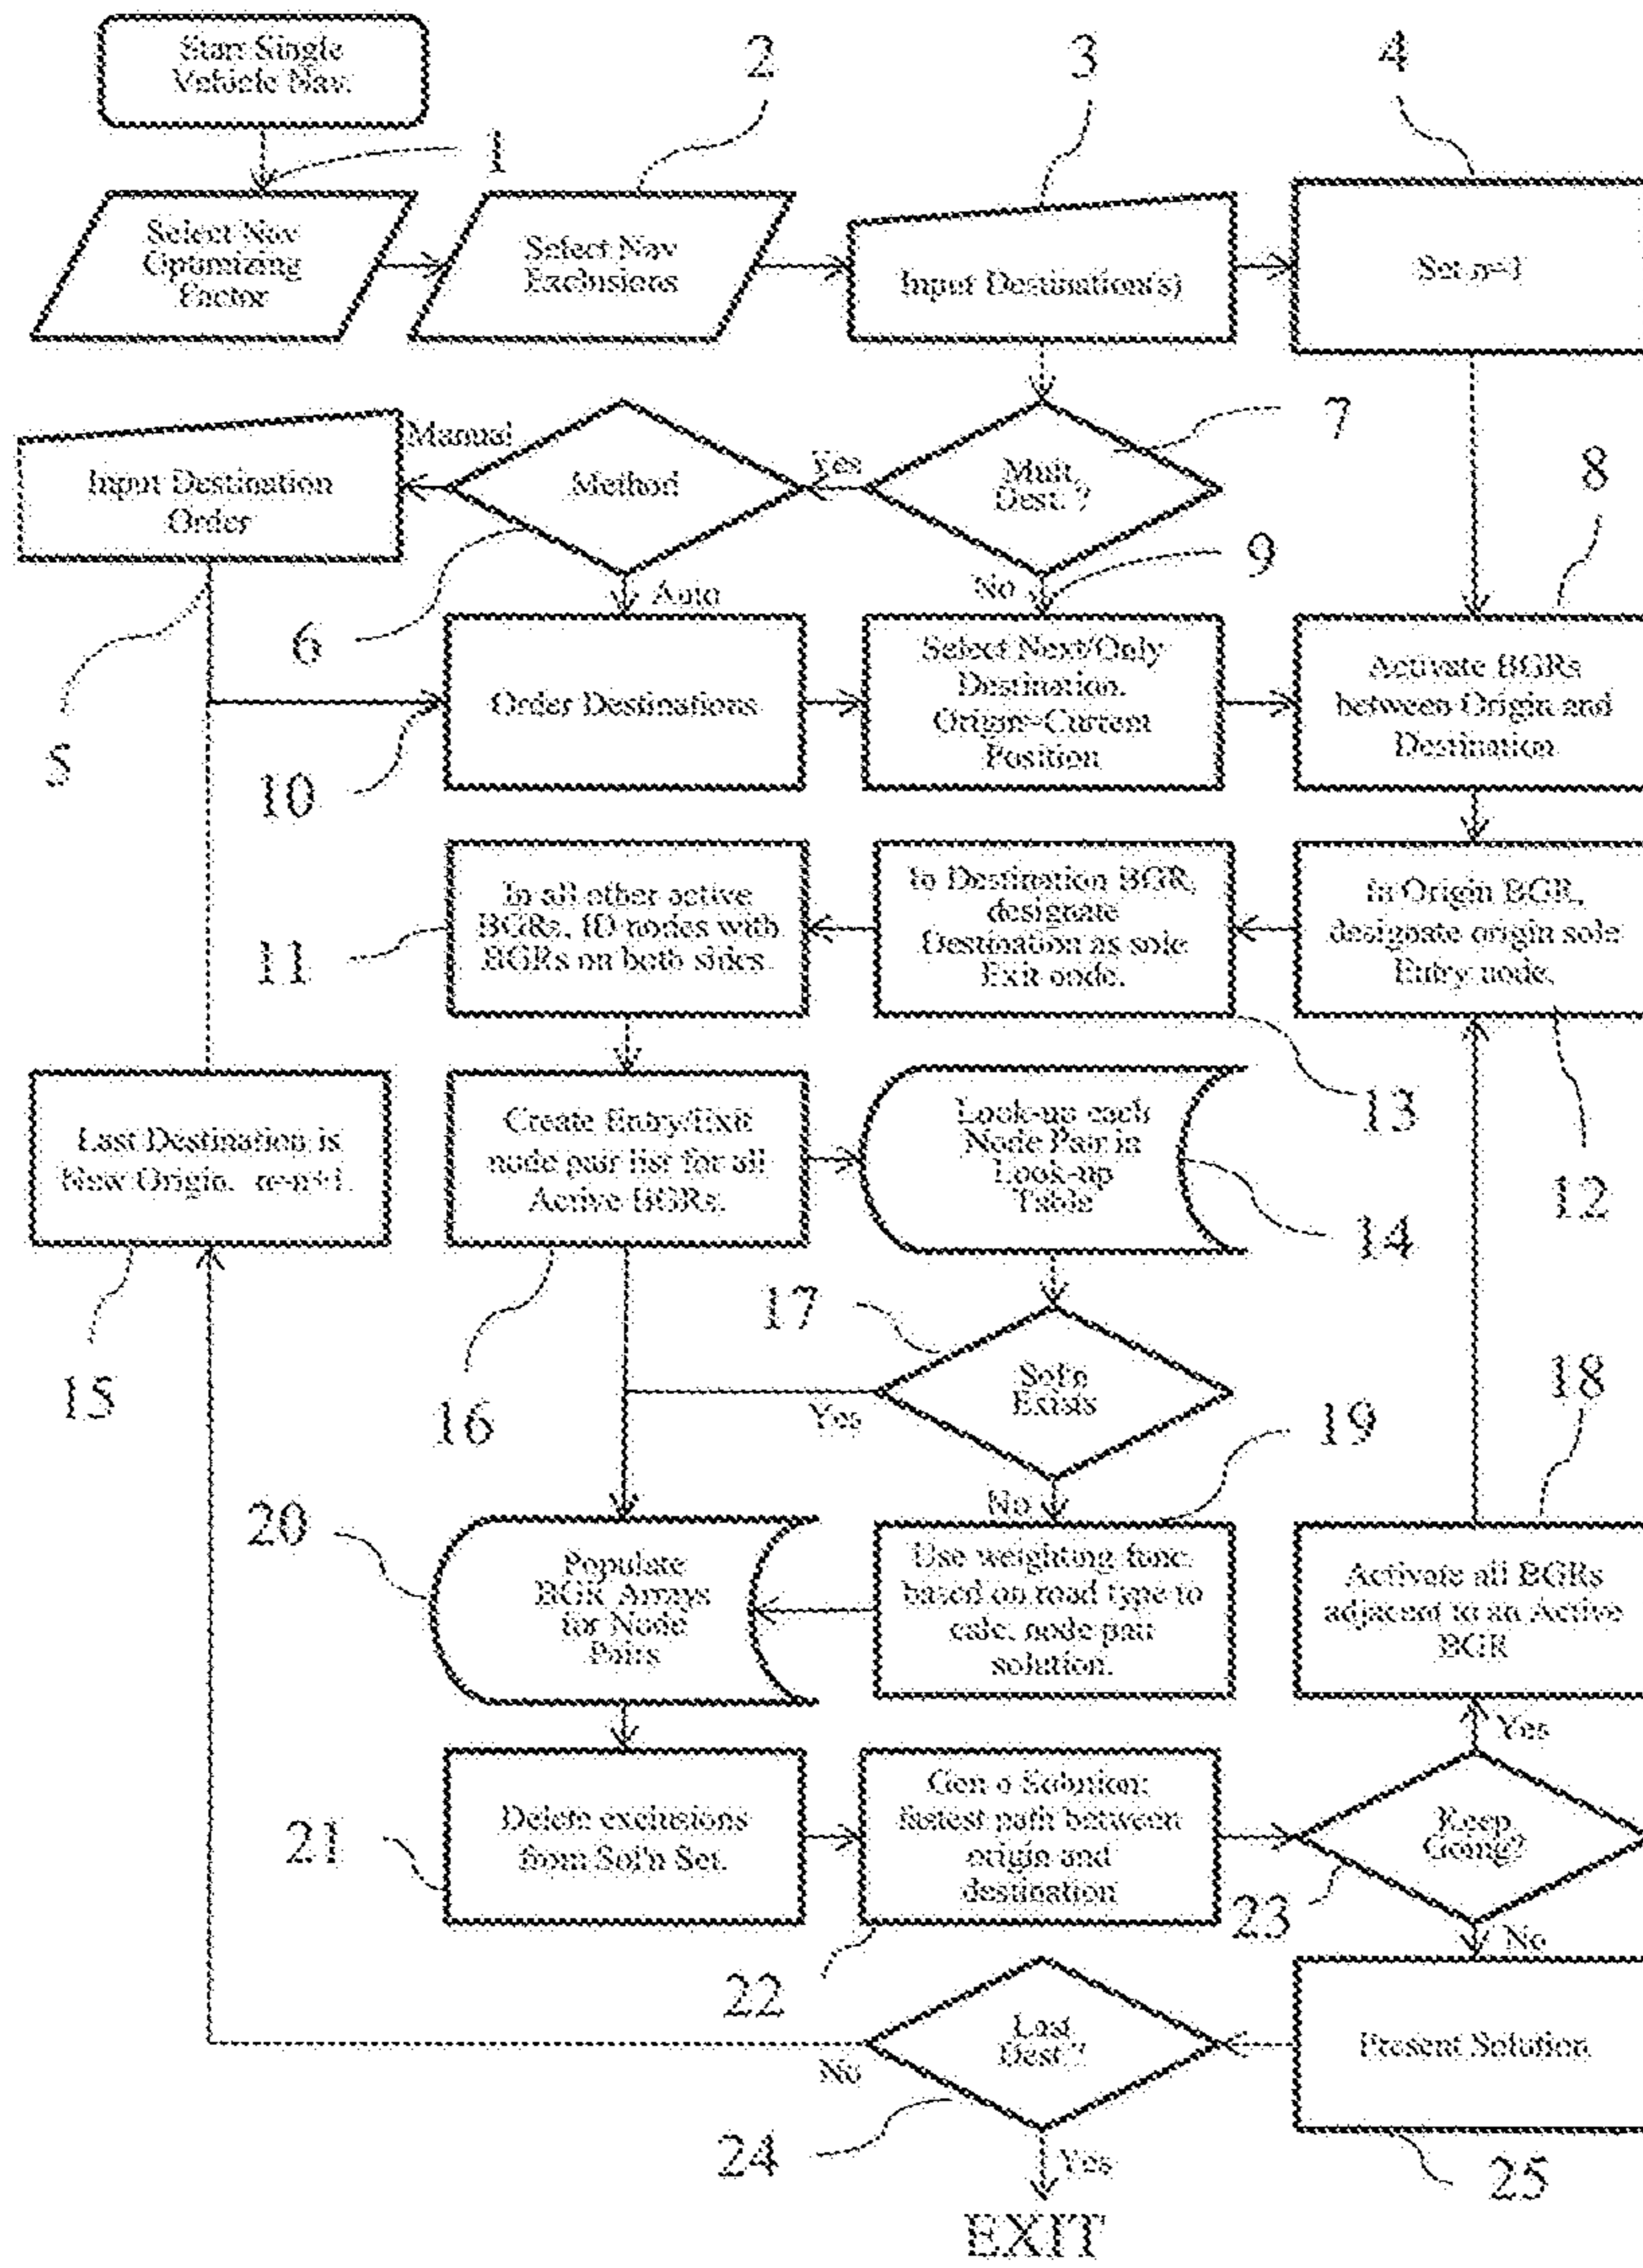 Start Single
Vehicle Nav.
2
3
4
1
Select Nav
Optimizing
Factor
Select Nav
Exclusions
Input Destination(s)
Set n=1
7
Manual
Input Destination
Order
Method
Yes
Mult.
Dest. ?
8
9
No
Auto
6
5
10
Order Destinations
Select Next/Only
Destination.
Origin=Current
Position
Activate BGRs
between Origin and
Destination
11
In all other active
BGRs, ID nodes with
BGRs on both sides.
In Destination BGR,
designate
Destination as sole
Exit node.
In Origin BGR,
designate origin sole
Entry node.
13
12
Last Destination is
New Origin. n=n+1.
Create Entry/Exit
node pair list for all
Active BGRs.
Look-up each
Node Pair in
Look-up
Table
14
15
16
17
Sol'n
Exists
Yes
18
19
No
20
Populate
BGR Arrays
for Node
Pairs
Use weighting func.
based on road type to
calc. node pair
solution.
Activate all BGRs
adjacent to an Active
BGR
Yes
21
Delete exclusions
from Sol'n Set.
Gen a Solution;
fastest path between
origin and
destination
Keep
Going?
23
No
22
Last
Dest ?
No
Present Solution
24
Yes
25
EXIT